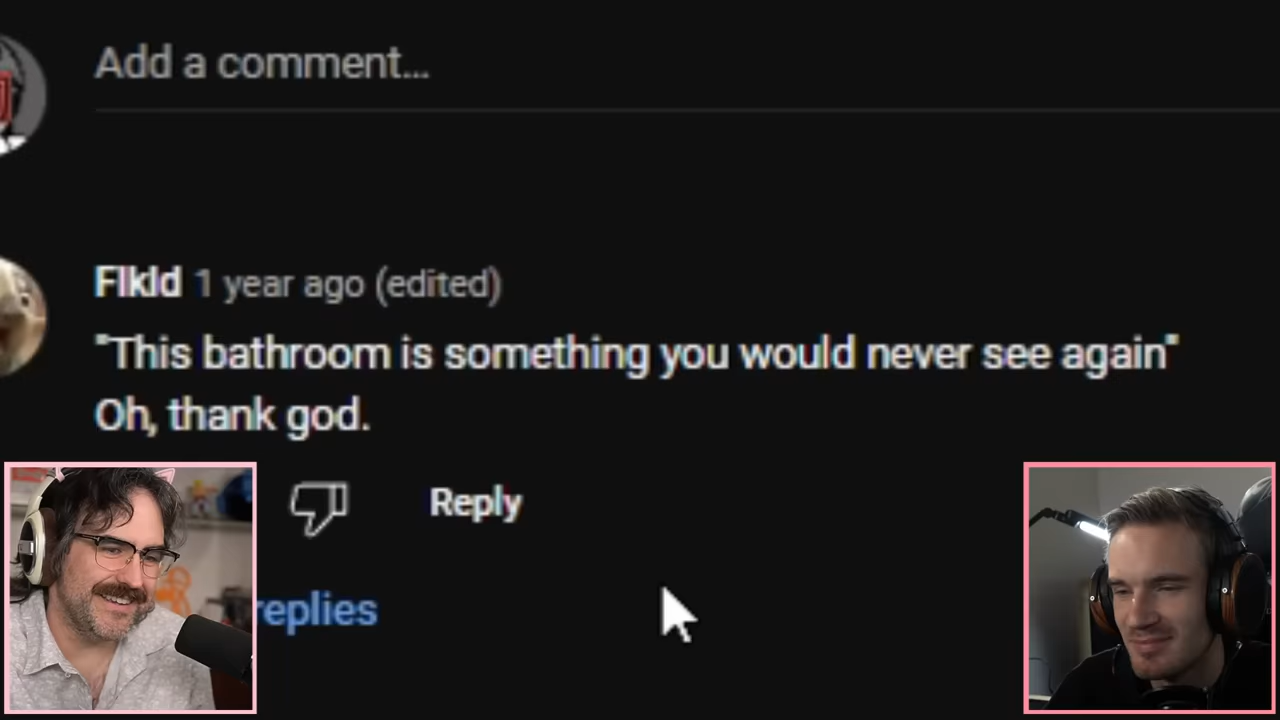 Add a comment...
FIkId 1 year ago (edited)
"This bathroom is something you would never see again"
Oh, thank god.
Reply
replies